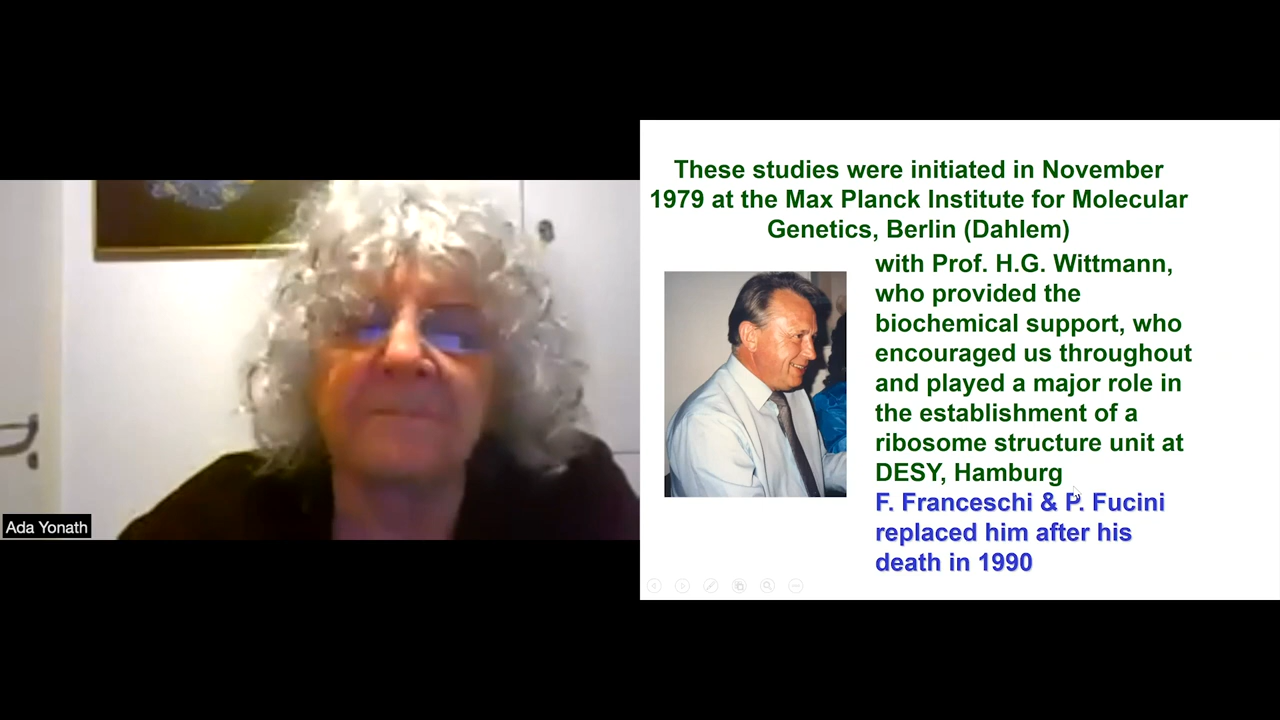 These studies were initiated in November
1979 at the Max Planck Institute for Molecular
Genetics, Berlin (Dahlem)
with Prof. H.G. Wittmann,
who provided the
biochemical support, who
encouraged us throughout
and played a major role in
the establishment of a
ribosome structure unit at
DESY, Hamburg
F. Franceschi & P. Fucini
replaced him after his
death in 1990
Ada Yonath